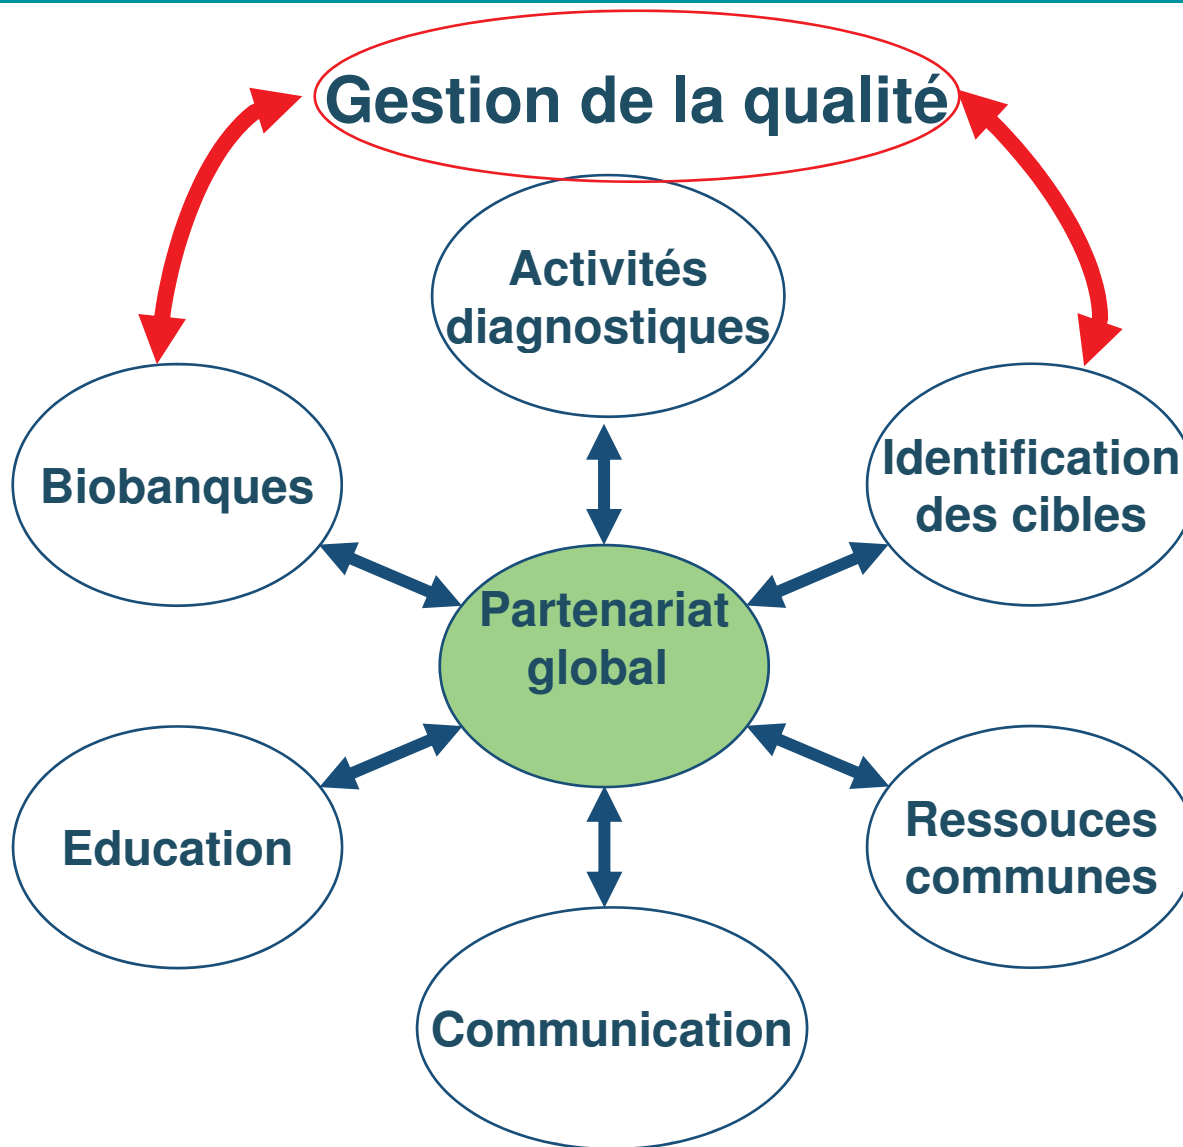 Gestion de la qualité
Activités
diagnostiques
Biobanques
Identification
des cibles
Partenariat
global
Education
Ressouces
communes
Communication